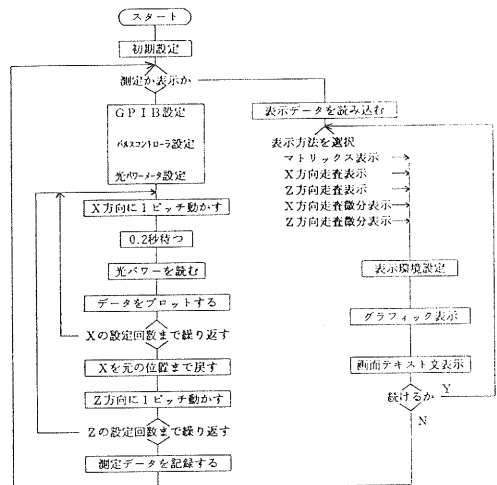 スタート
初期設定
測定か表示か
GPIB設定
パルスコントローラ設定
光パワーメータ設定
X方向に1ピッチ動かす
0.2秒待つ
光パワーを読む
データをプロットする
Xの設定回数まで繰り返す
Xを元の位置まで戻す
Z方向に1ピッチ動かす
Zの設定回数まで繰り返す
測定データを記録する
表示データを読み込む
表示方法を選択
マトリックス表示
X方向走査表示
Z方向走査表示
X方向走査微分表示
Z方向走査微分表示
表示環境設定
グラフィック表示
画面テキスト文表示
続けるか
Y
N